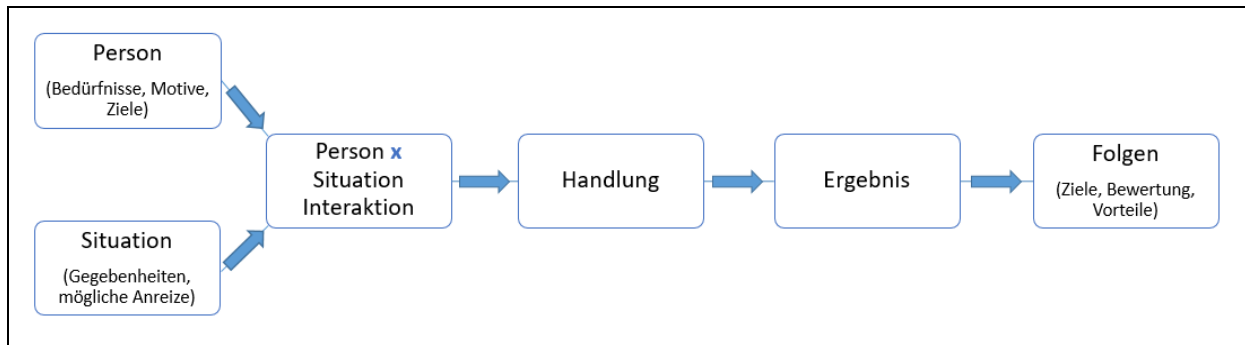 Person
(Bedürfnisse, Motive,
Ziele)
Situation
(Gegebenheiten,
mögliche Anreize)
Person x
Situation
Interaktion
Handlung
Ergebnis
Folgen
(Ziele, Bewertung,
Vorteile)